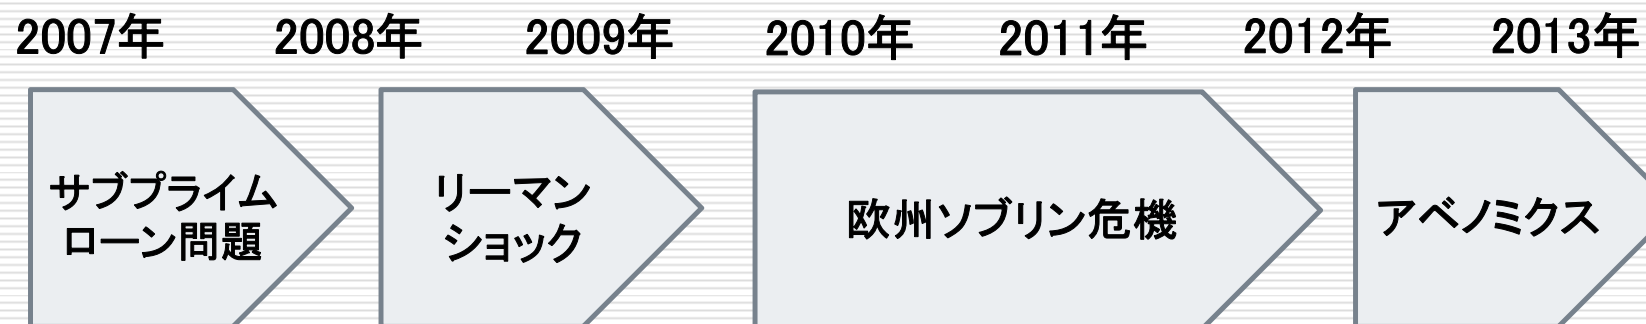 2007年 2008年 2009年 2010年 2011年 2012年 2013年
サブプライム
ローン問題
リーマン
ショック
欧州ソブリン危機
アベノミクス